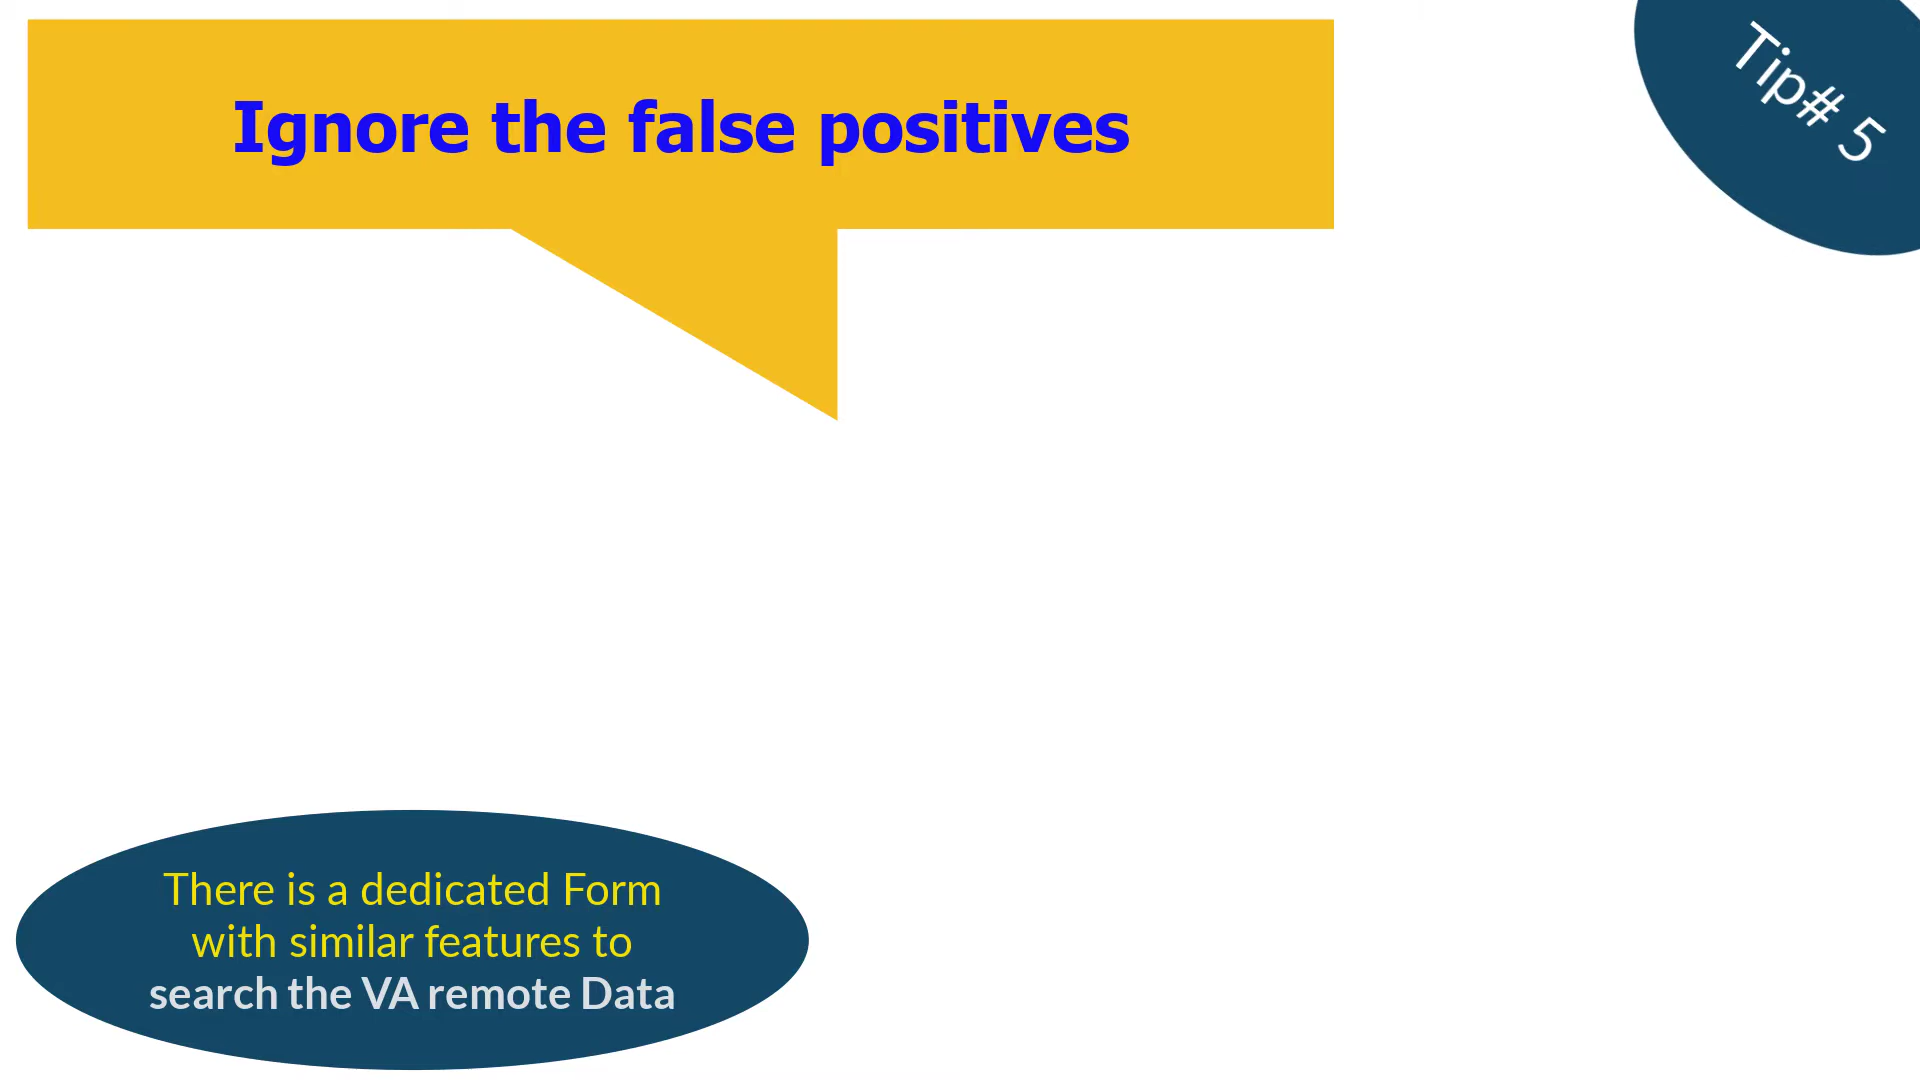 Ignore the false positives
Tip# 5
There is a dedicated Form
with similar features to
search the VA remote Data